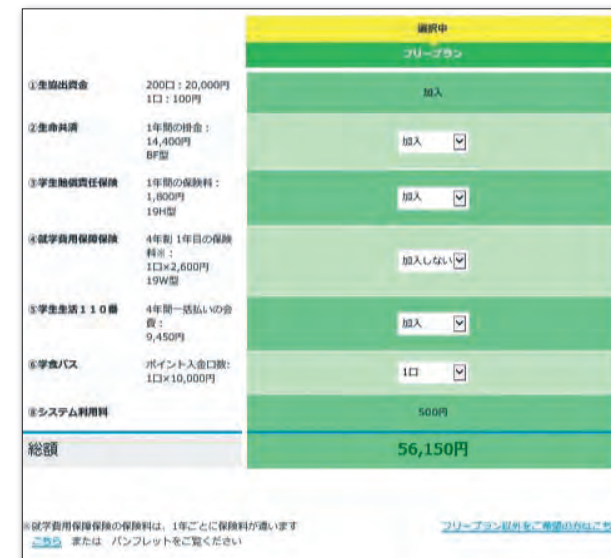 選択中
フリープラン
①生協出資金 200口：20,000円 加入
1口：100円
②生命共済 1年間の掛金： 加入
14,400円
BF型
③学生賠償責任保険 1年間の保険料： 加入
1,800円
19H型
④就学費用保障保険 4年割 1年目の保険 加入しない
料※：
1口×2,600円
19W型
⑤学生生活１１０番 4年間一括払いの会 加入
費：
9,450円
⑥学食パス ポイント入金口数: 1口
1口×10,000円
⑧システム利用料 500円
総額 56,150円
※就学費用保障保険の保険料は、1年ごとに保険料が違います フリープラン以外をご希望の方はこち
こちら または パンフレットをご覧ください